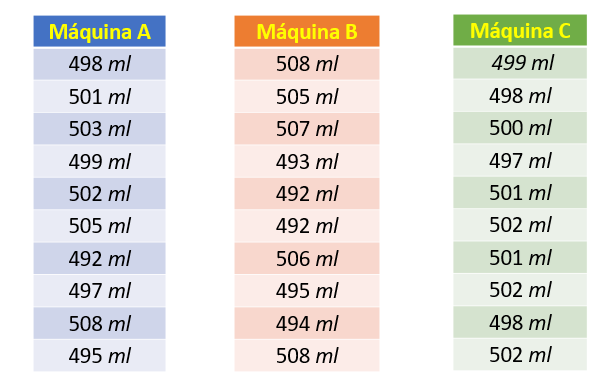 Máquina A
498 ml
501 ml
503 ml
499 ml
502 ml
505 ml
492 ml
497 ml
508 ml
495 ml
Máquina B
508 ml
505 ml
507 ml
493 ml
492 ml
492 ml
506 ml
495 ml
494 ml
508 ml
Máquina C
499 ml
498 ml
500 ml
497 ml
501 ml
502 ml
501 ml
502 ml
498 ml
502 ml